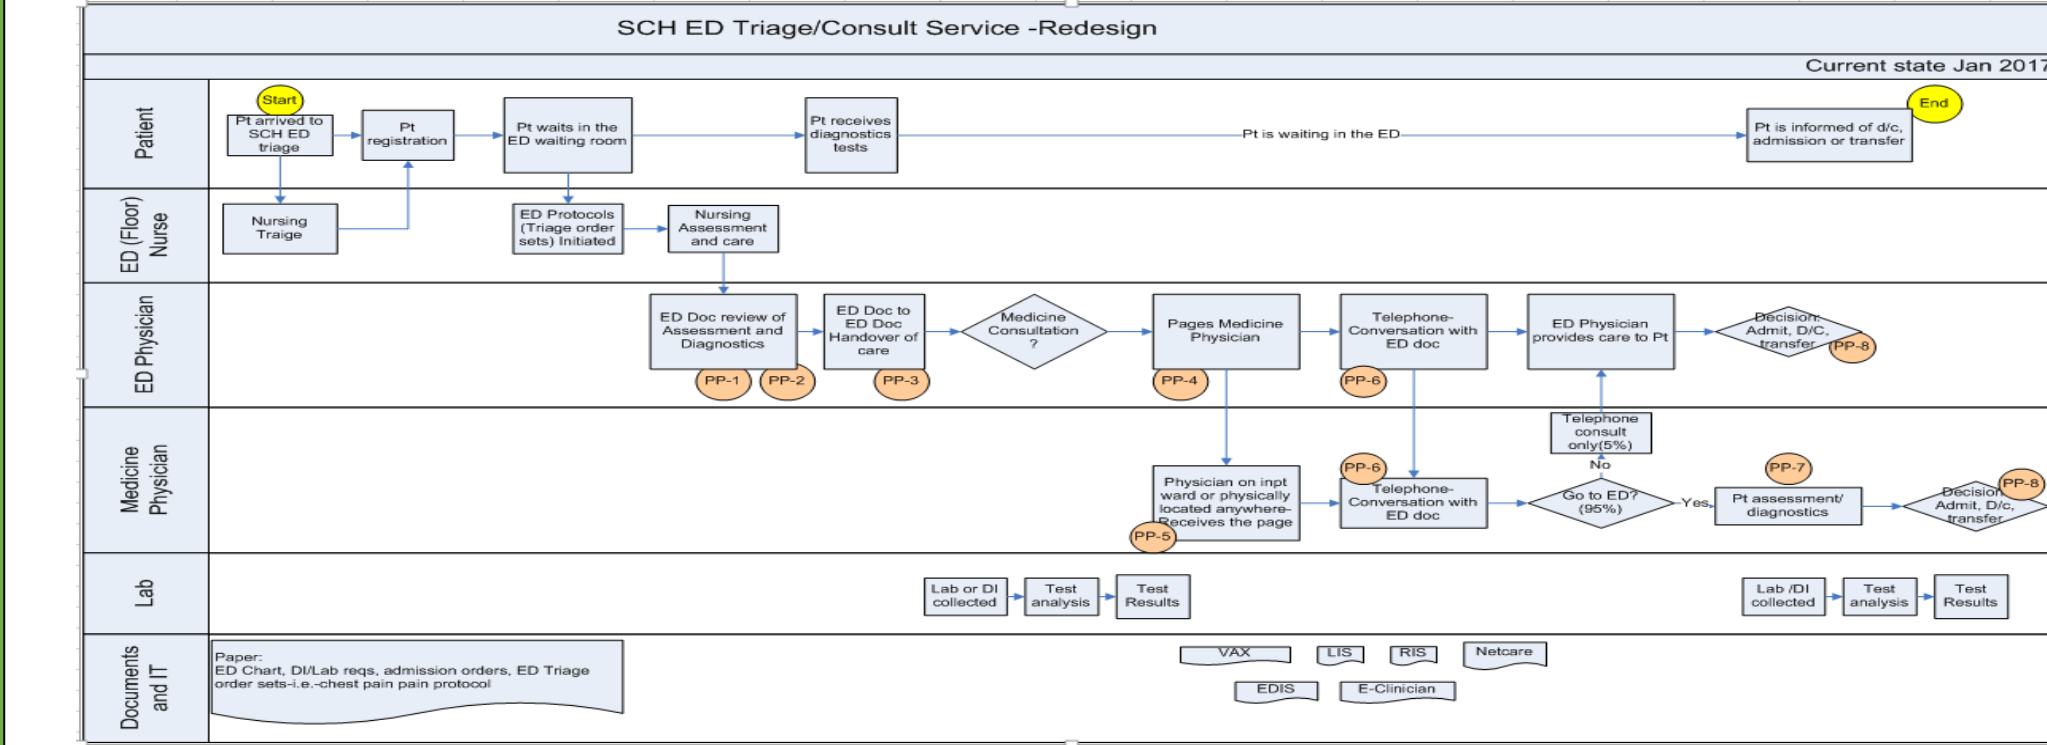 SCH ED Triage/Consult Service -Redesign
Current state Jan 2017
Patient
Start
Pt arrived to
SCH ED
triage
Pt
registration
Pt waits in the
ED waiting room
Pt receives
diagnostics
tests
Pt is waiting in the ED
Pt is informed of d/c,
admission or transfer
End
ED (Floor)
Nurse
Nursing
Traige
ED Protocols
(Triage order
sets) Initiated
Nursing
Assessment
and care
ED Physician
ED Doc review of
Assessment and
Diagnostics
PP-1
PP-2
ED Doc to
ED Doc
Handover of
care
PP-3
Medicine
Consultation
?
Pages Medicine
Physician
PP-4
Telephone-
Conversation with
ED doc
PP-6
ED Physician
provides care to Pt
Decision:
Admit, D/C,
transfer
PP-8
Medicine
Physician
Physician on inpt
ward or physically
located anywhere-
Receives the page
PP-5
PP-6
Telephone-
Conversation with
ED doc
Telephone
consult
only(5%)
No
Go to ED?
(95%)
Yes
PP-7
Pt assessment/
diagnostics
Decision
Admit, D/c,
transfer
PP-8
Lab
Lab or DI
collected
Test
analysis
Test
Results
Lab /DI
collected
Test
analysis
Test
Results
Documents
and IT
Paper:
ED Chart, DI/Lab reqs, admission orders, ED Triage
order sets-i.e.-chest pain pain protocol
VAX
LIS
RIS
Netcare
EDIS
E-Clinician